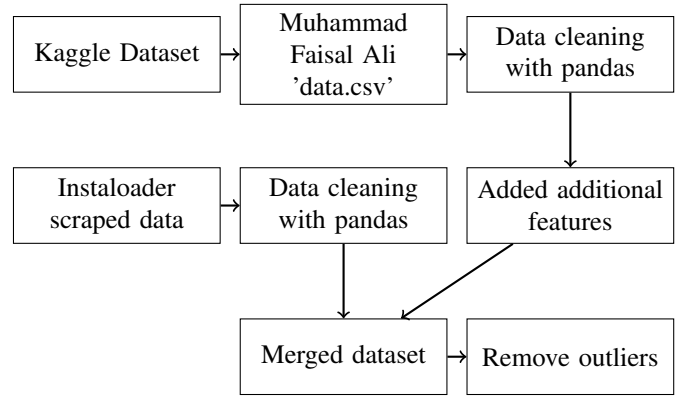 Kaggle Dataset
Muhammad
Faisal Ali
'data.csv'
Data cleaning
with pandas
Instaloader
scraped data
Data cleaning
with pandas
Added additional
features
Merged dataset
Remove outliers